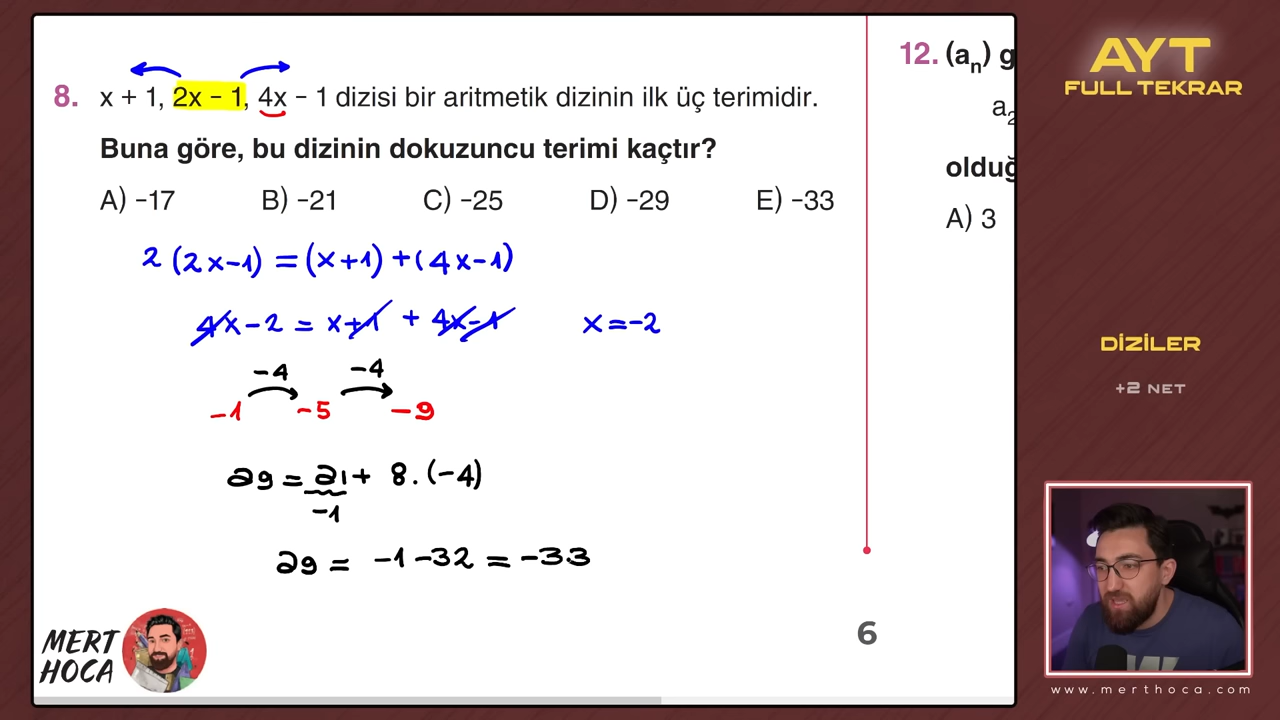 8. x + 1, 2x − 1, 4x − 1 dizisi bir aritmetik dizinin ilk üç terimidir.
Buna göre, bu dizinin dokuzuncu terimi kaçtır?
A) −17 B) −21 C) −25 D) −29 E) −33
2 (2x−1) = (x+1) + (4x−1)
4x−2 = x+1 + 4x−1 x=−2
−4 −4
−1 −5 −9
a9 = a1 + 8.(−4)
−1
a9 = −1 −32 = −33
MERT
HOCA
6
12. (aₙ) g
a₂
olduğ
A) 3
AYT
FULL TEKRAR
DİZİLER
+2 NET
www.merthoca.com